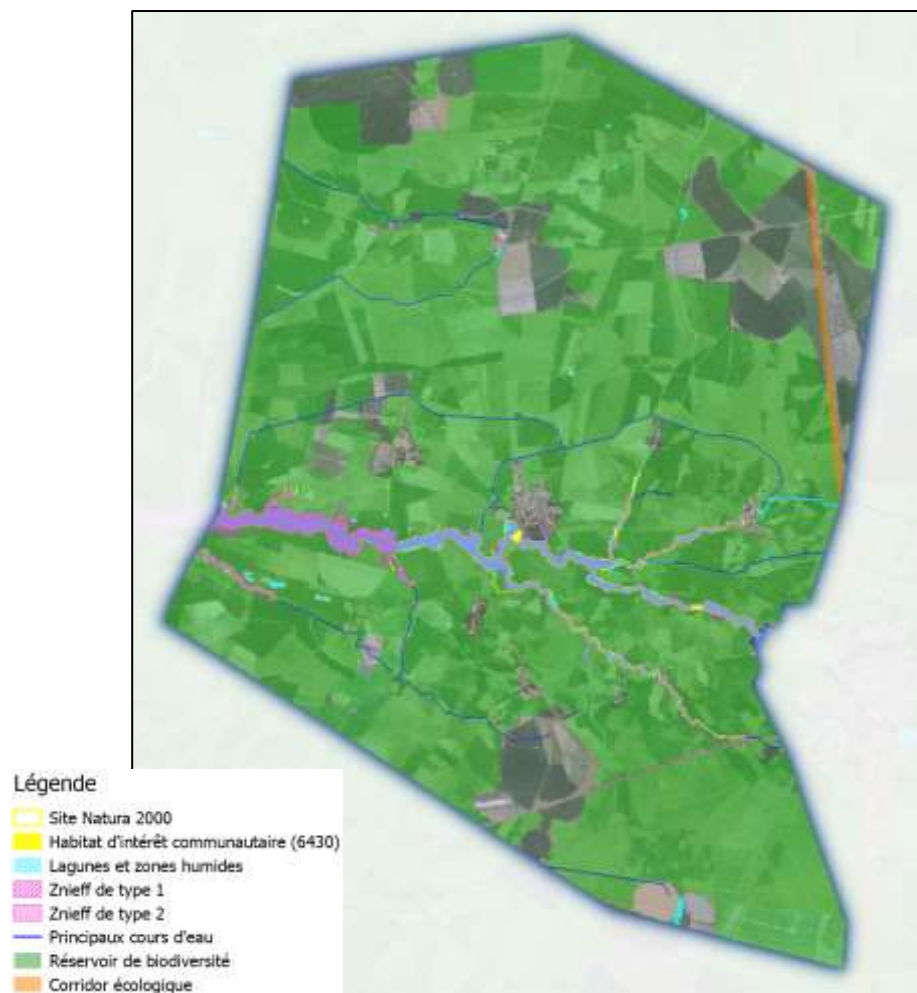 Légende
Site Natura 2000
Habitat d'intérêt communautaire (6430)
Lagunes et zones humides
Znieff de type 1
Znieff de type 2
Principaux cours d'eau
Réservoir de biodiversité
Corridor écologique